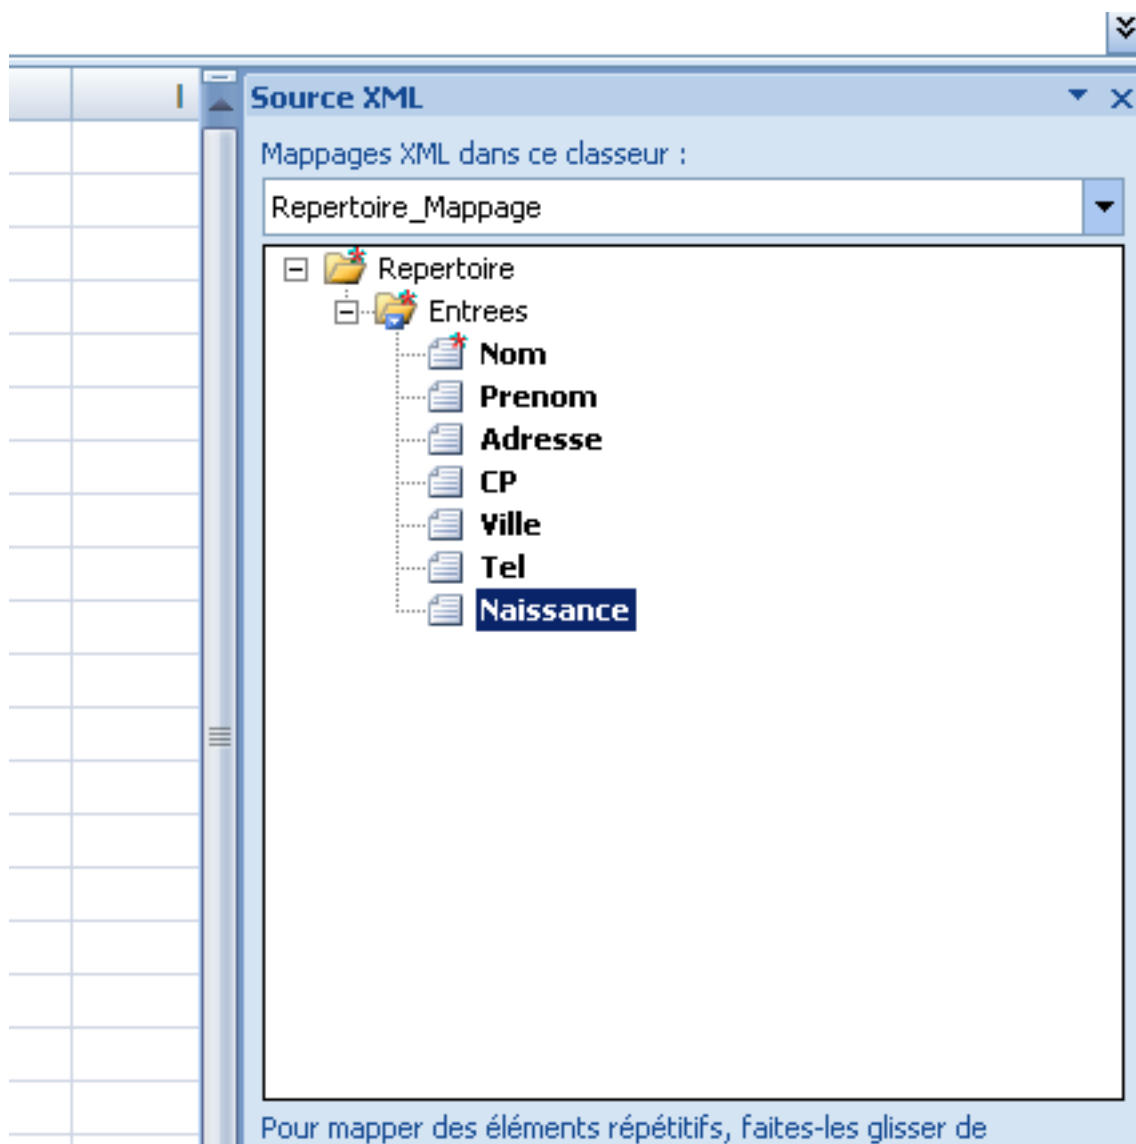 Source XML
Mappages XML dans ce classeur :
Repertoire_Mappage
Repertoire
Entrees
Nom
Prenom
Adresse
CP
Ville
Tel
Naissance
Pour mapper des éléments répétitifs, faites-les glisser de